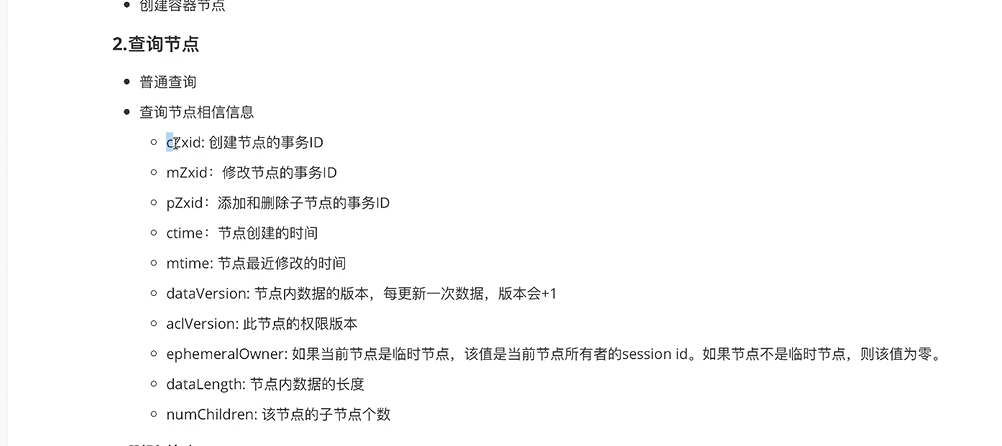 创建容器节点
2.查询节点
普通查询
查询节点相信信息
cZxid: 创建节点的事务ID
mZxid：修改节点的事务ID
pZxid：添加和删除子节点的事务ID
ctime：节点创建的时间
mtime: 节点最近修改的时间
dataVersion: 节点内数据的版本，每更新一次数据，版本会+1
aclVersion: 此节点的权限版本
ephemeralOwner: 如果当前节点是临时节点，该值是当前节点所有者的session id。如果节点不是临时节点，则该值为零。
dataLength: 节点内数据的长度
numChildren: 该节点的子节点个数